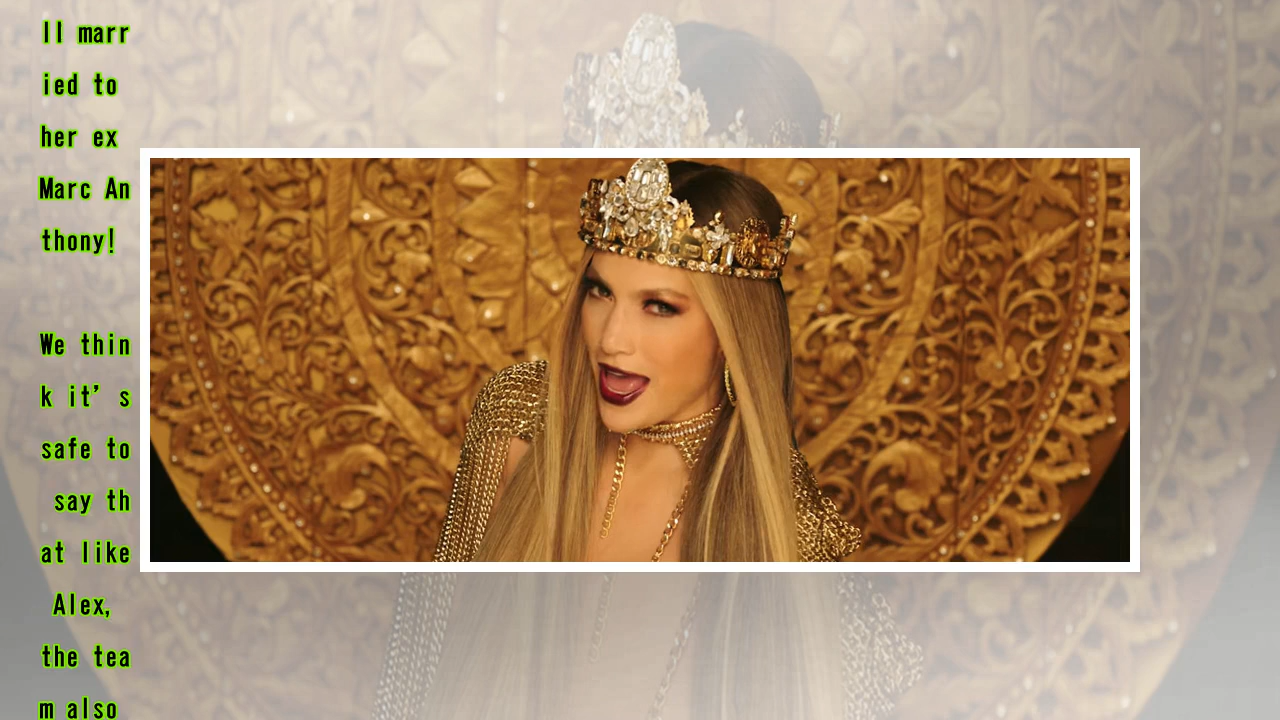 ll marr
ied to
her ex
Marc An
thony!
We thin
k it’s
safe to
say th
at like
Alex,
the tea
m also